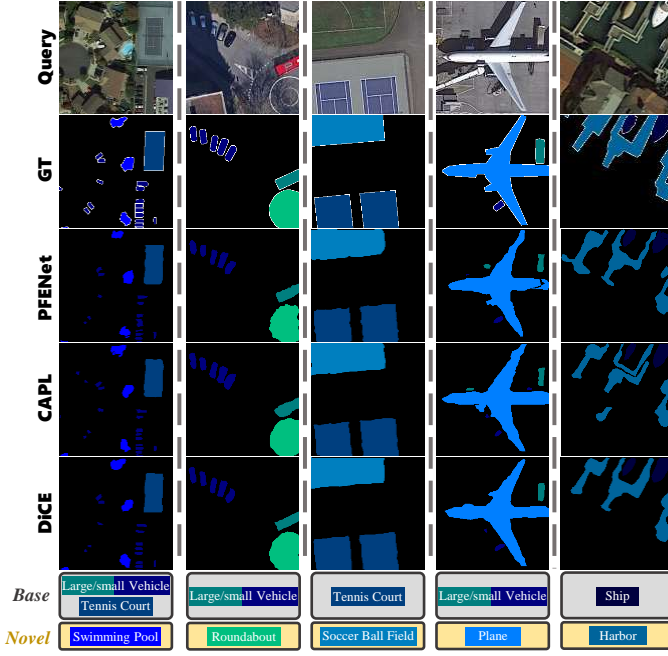 Query
GT
PFENet
CAPL
DiCE
Base
Large/small Vehicle
Tennis Court
Large/small Vehicle
Tennis Court
Large/small Vehicle
Ship
Novel
Swimming Pool
Roundabout
Soccer Ball Field
Plane
Harbor